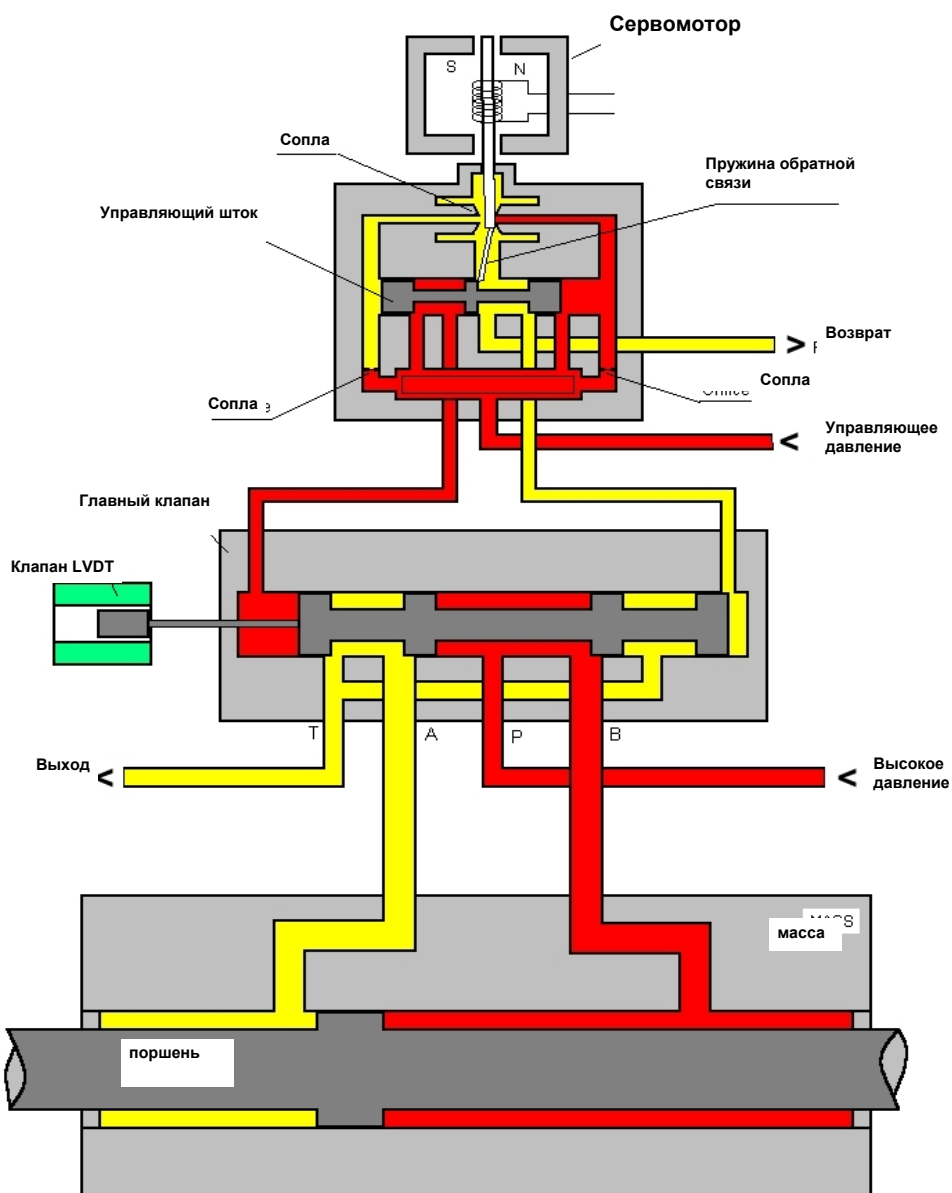 Сервомотор
S
N
Сопла
Пружина обратной
связи
Управляющий шток
Возврат
Сопла
Сопла
Управляющее
давление
Главный клапан
Клапан LVDT
T
A
P
B
Выход
Высокое
давление
масса
поршень